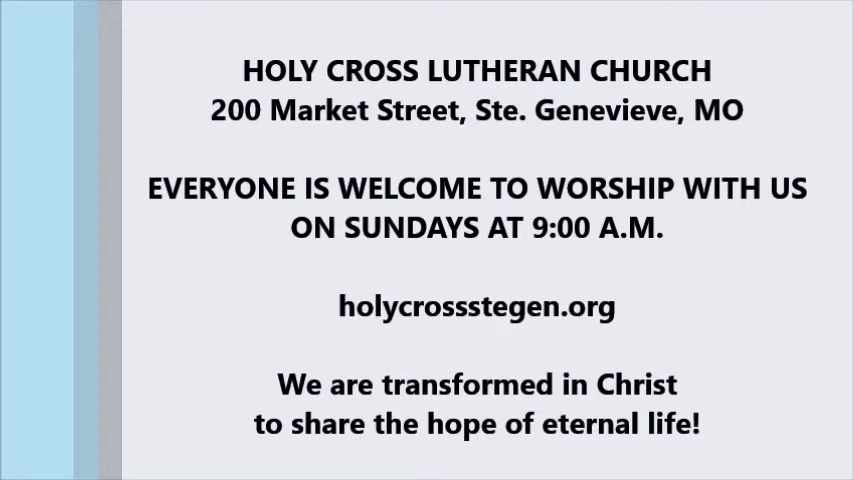 HOLY CROSS LUTHERAN CHURCH
200 Market Street, Ste. Genevieve, MO
EVERYONE IS WELCOME TO WORSHIP WITH US
ON SUNDAYS AT 9:00 A.M.
holycrossstegen.org
We are transformed in Christ
to share the hope of eternal life!